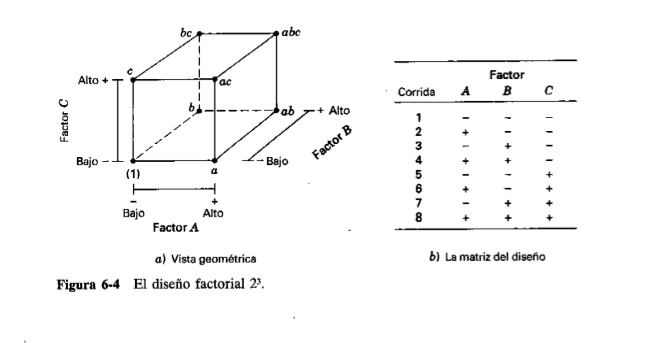 bc
abc
c
ac
Alto +
Factor C
b
ab
+ Alto
Factor B
Bajo −
− Bajo
(1)
a
− +
Bajo Alto
Factor A
a) Vista geométrica
Factor
Corrida A B C
1 − − −
2 + − −
3 − + −
4 + + −
5 − − +
6 + − +
7 − + +
8 + + +
b) La matriz del diseño
Figura 6-4 El diseño factorial 2³.